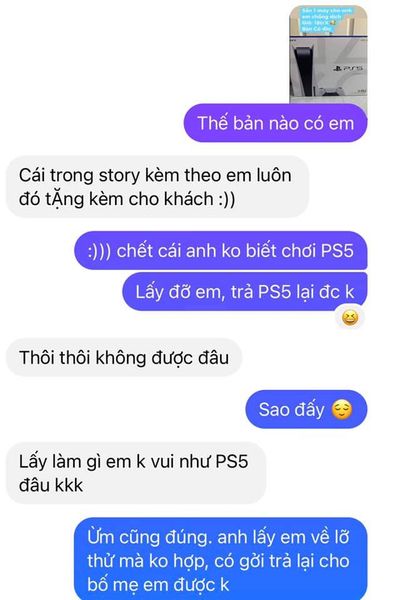 PS5
Thế bản nào có em
Cái trong story kèm theo em luôn
đó tẶng kèm cho khách :))
:))) chết cái anh ko biết chơi PS5
Lấy đỡ em, trả PS5 lại đc k
Thôi thôi không được đâu
Sao đấy
Lấy làm gì em k vui như PS5
đâu kkk
Ừm cũng đúng. anh lấy em về lỡ
thử mà ko hợp, có gởi trả lại cho
bố mẹ em được k